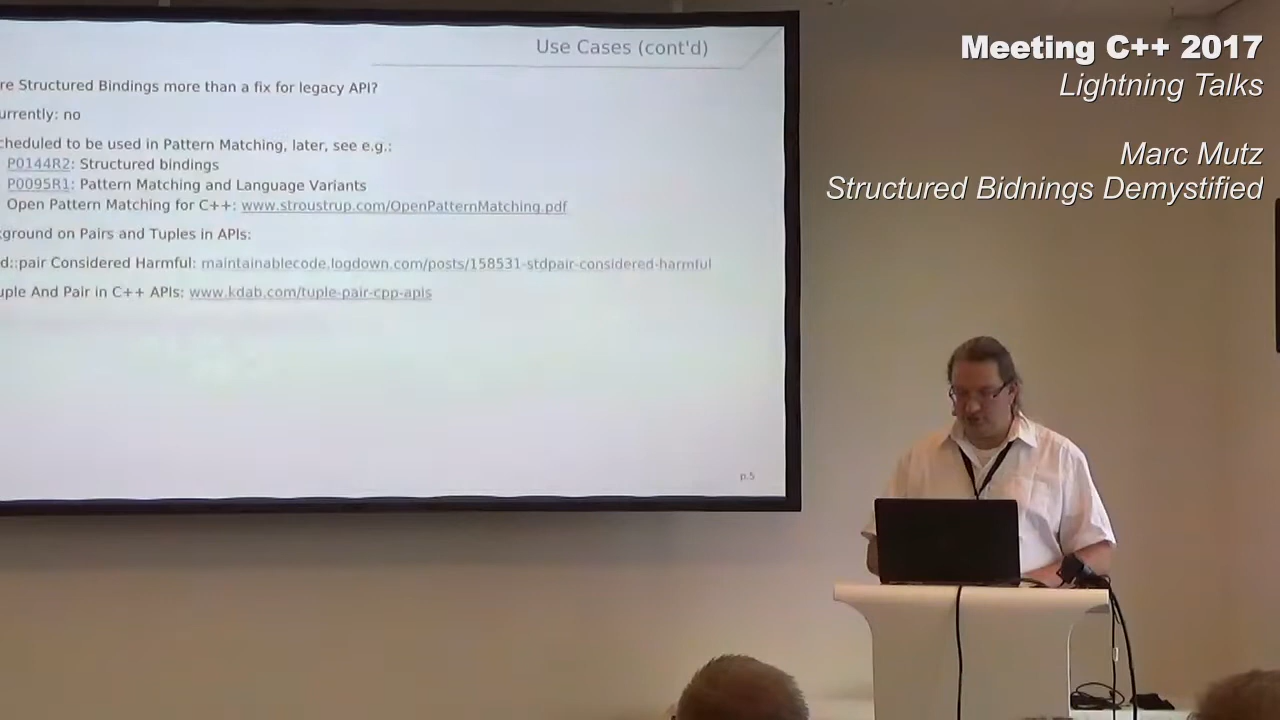 Use Cases (cont'd)
re Structured Bindings more than a fix for legacy API?
urrently: no
cheduled to be used in Pattern Matching, later, see e.g.:
P0144R2: Structured bindings
P0095R1: Pattern Matching and Language Variants
Open Pattern Matching for C++: www.stroustrup.com/OpenPatternMatching.pdf
kground on Pairs and Tuples in APIs:
d::pair Considered Harmful: maintainablecode.logdown.com/posts/158531-stdpair-considered-harmful
uple And Pair in C++ APIs: www.kdab.com/tuple-pair-cpp-apis
p.5
Meeting C++ 2017
Lightning Talks
Marc Mutz
Structured Bidnings Demystified